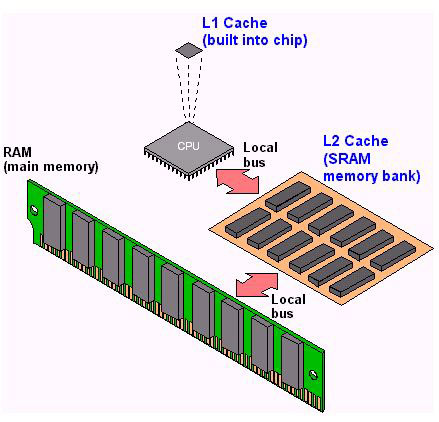 L1 Cache
(built into chip)
CPU
Local
bus
L2 Cache
(SRAM
memory bank)
RAM
(main memory)
Local
bus